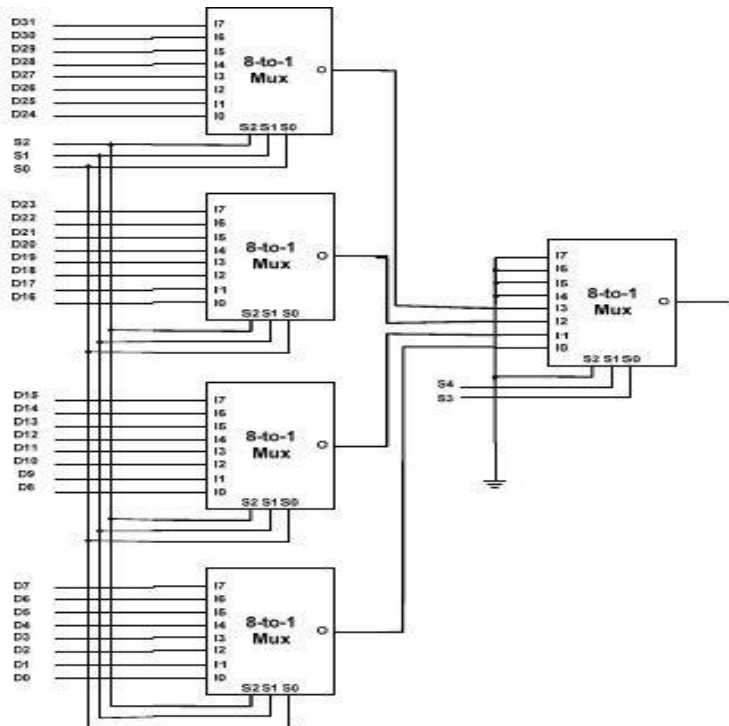 D31 I7
D30 I6
D29 I5
D28 I4
D27 I3
D26 I2
D25 I1
D24 I0
8-to-1
Mux
O
S2 S1 S0
S2
S1
S0
D23 I7
D22 I6
D21 I5
D20 I4
D19 I3
D18 I2
D17 I1
D16 I0
8-to-1
Mux
O
S2 S1 S0
I7
I6
I5
I4
I3
I2
I1
I0
8-to-1
Mux
O
S2 S1 S0
S4
S3
D15 I7
D14 I6
D13 I5
D12 I4
D11 I3
D10 I2
D9 I1
D8 I0
8-to-1
Mux
O
S2 S1 S0
D7 I7
D6 I6
D5 I5
D4 I4
D3 I3
D2 I2
D1 I1
D0 I0
8-to-1
Mux
O
S2 S1 S0